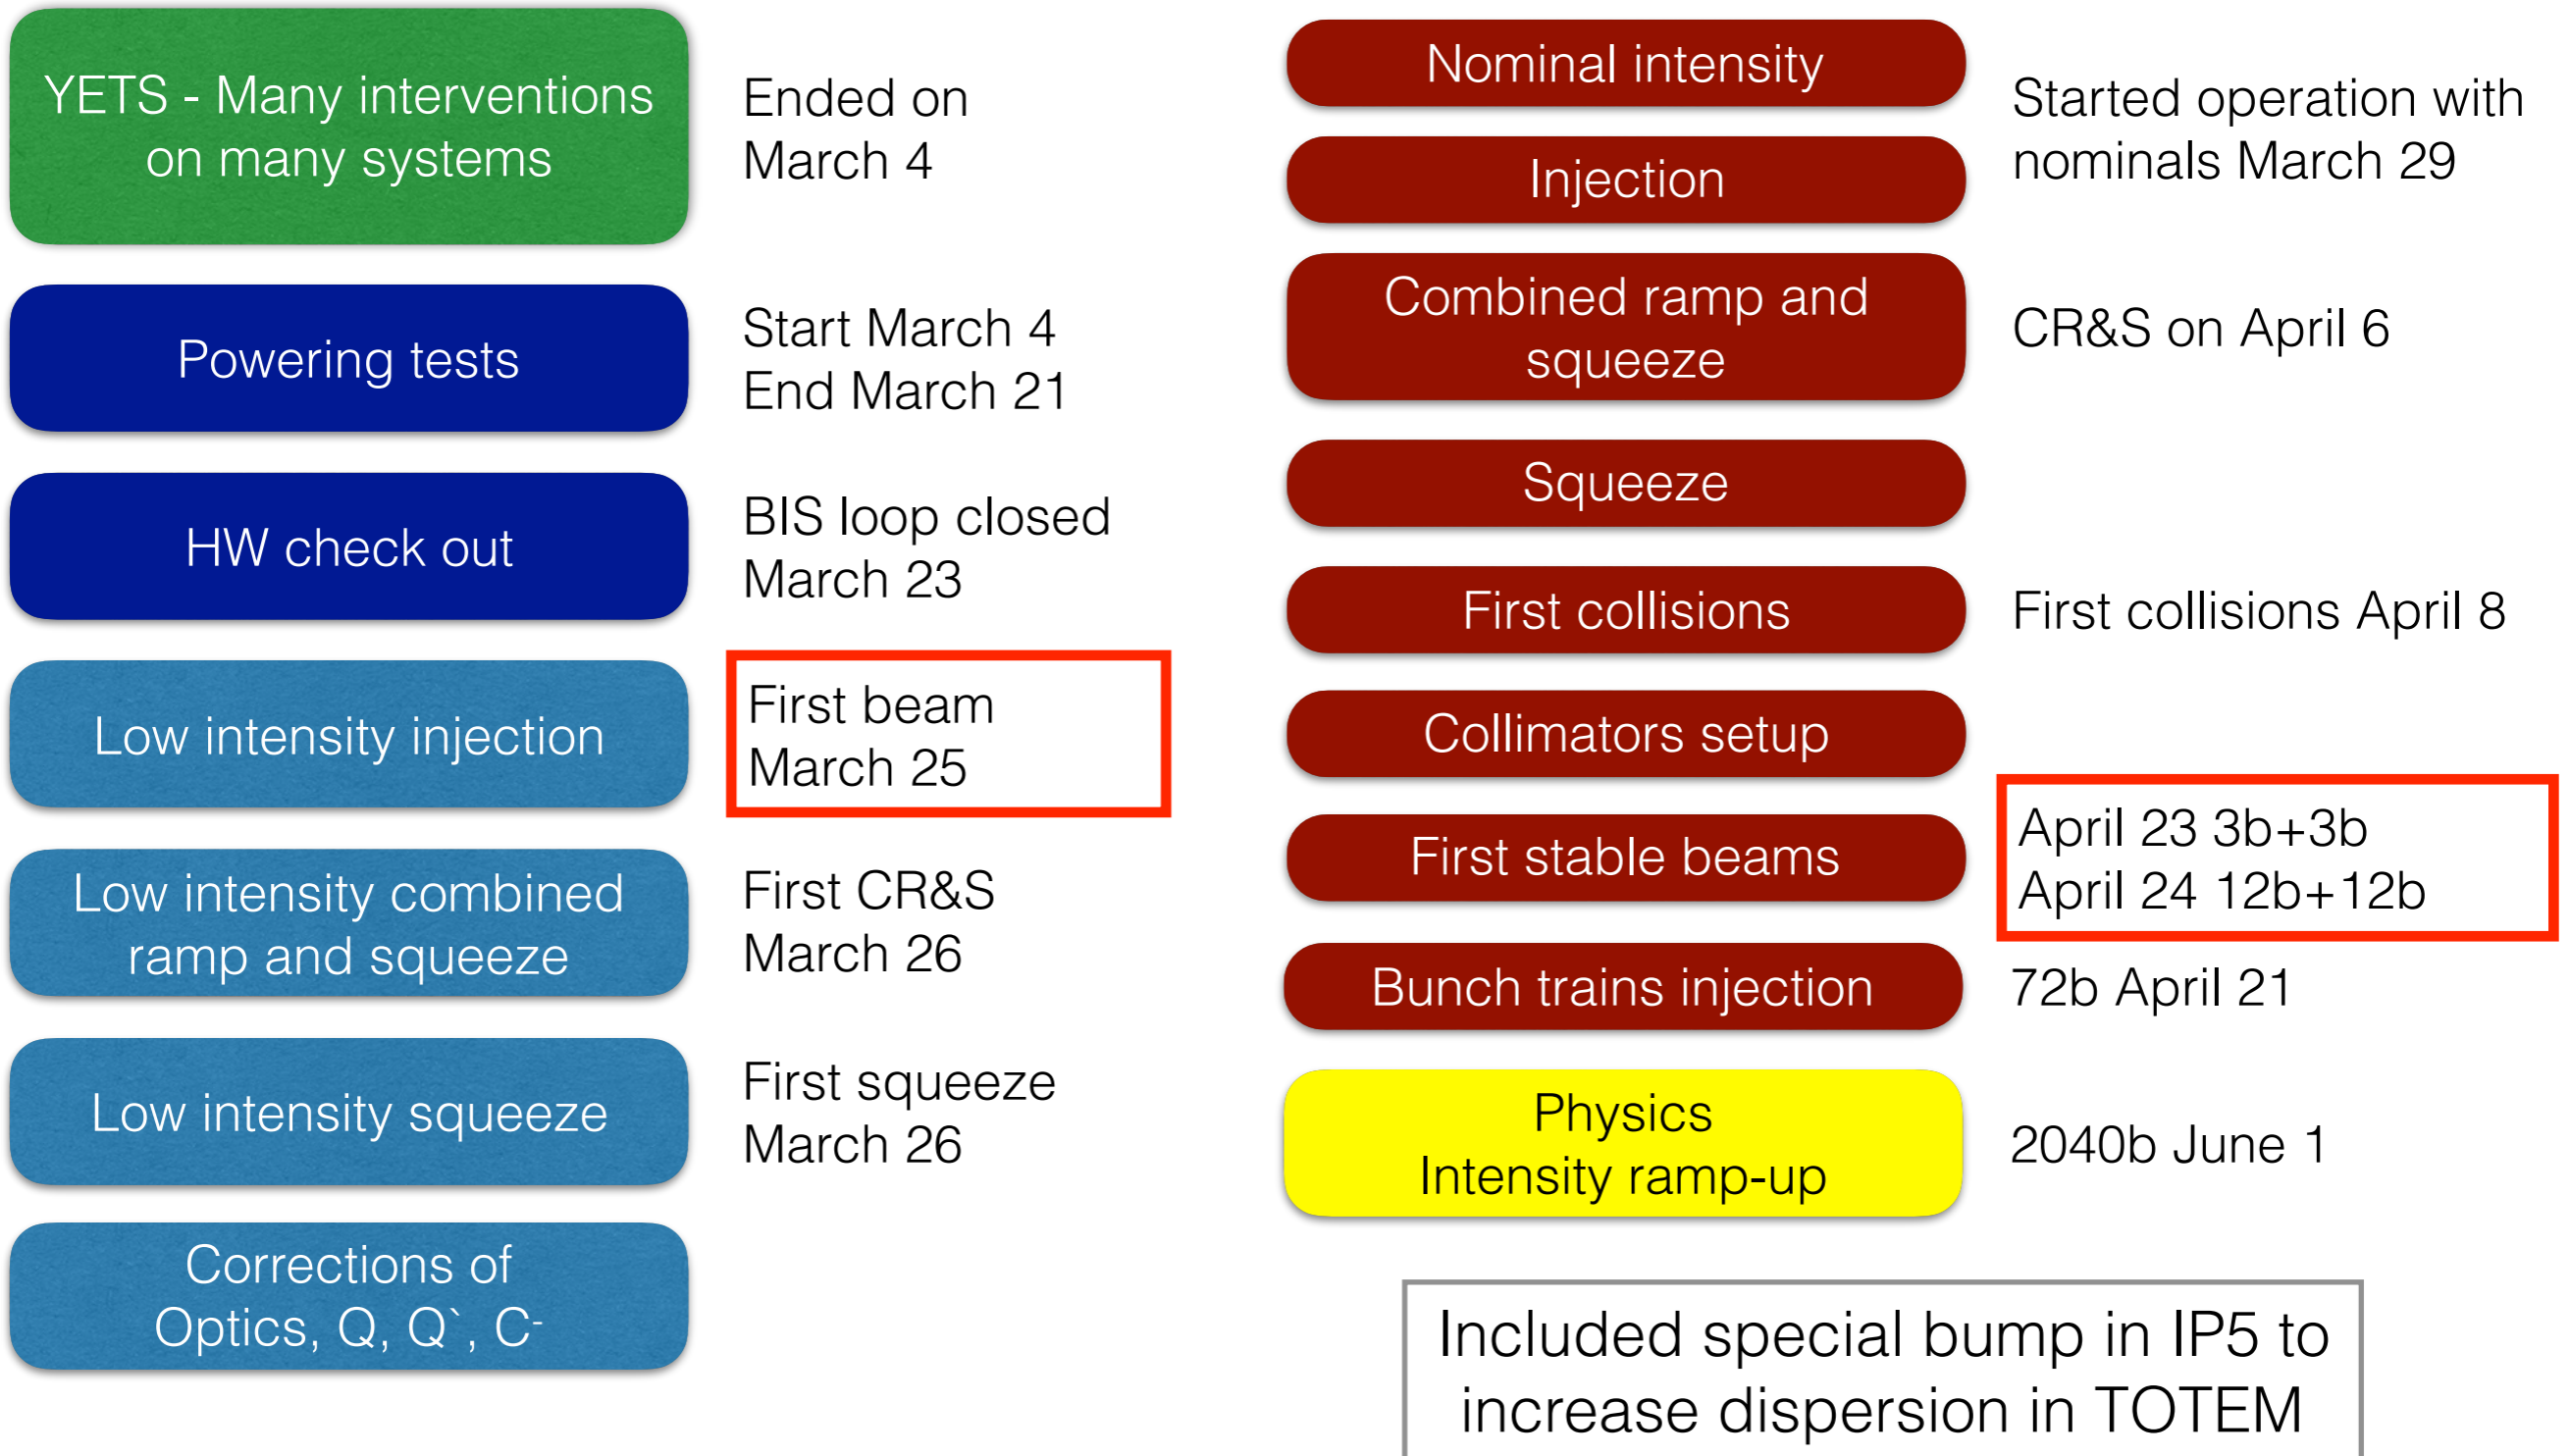 YETS - Many interventions
on many systems
Ended on
March 4
Powering tests
Start March 4
End March 21
HW check out
BIS loop closed
March 23
Low intensity injection
First beam
March 25
Low intensity combined
ramp and squeeze
First CR&S
March 26
Low intensity squeeze
First squeeze
March 26
Corrections of
Optics, Q, Q`, C-
Nominal intensity
Injection
Started operation with
nominals March 29
Combined ramp and
squeeze
CR&S on April 6
Squeeze
First collisions
First collisions April 8
Collimators setup
First stable beams
April 23 3b+3b
April 24 12b+12b
Bunch trains injection
72b April 21
Physics
Intensity ramp-up
2040b June 1
Included special bump in IP5 to
increase dispersion in TOTEM